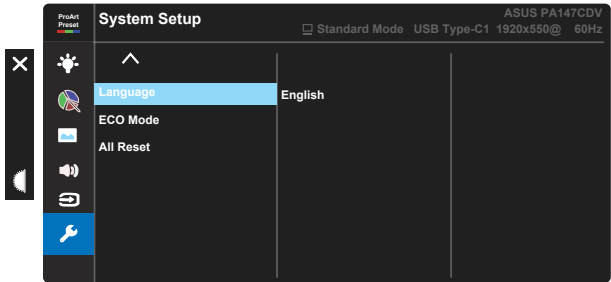 ProArt
Preset
System Setup
ASUS PA147CDV
Standard Mode USB Type-C1 1920x550@ 60Hz
Language
English
ECO Mode
All Reset